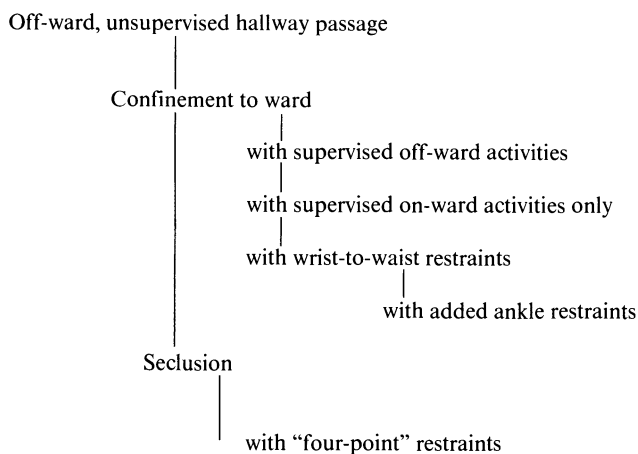 Off-ward, unsupervised hallway passage
Confinement to ward
with supervised off-ward activities
with supervised on-ward activities only
with wrist-to-waist restraints
with added ankle restraints
Seclusion
with “four-point” restraints